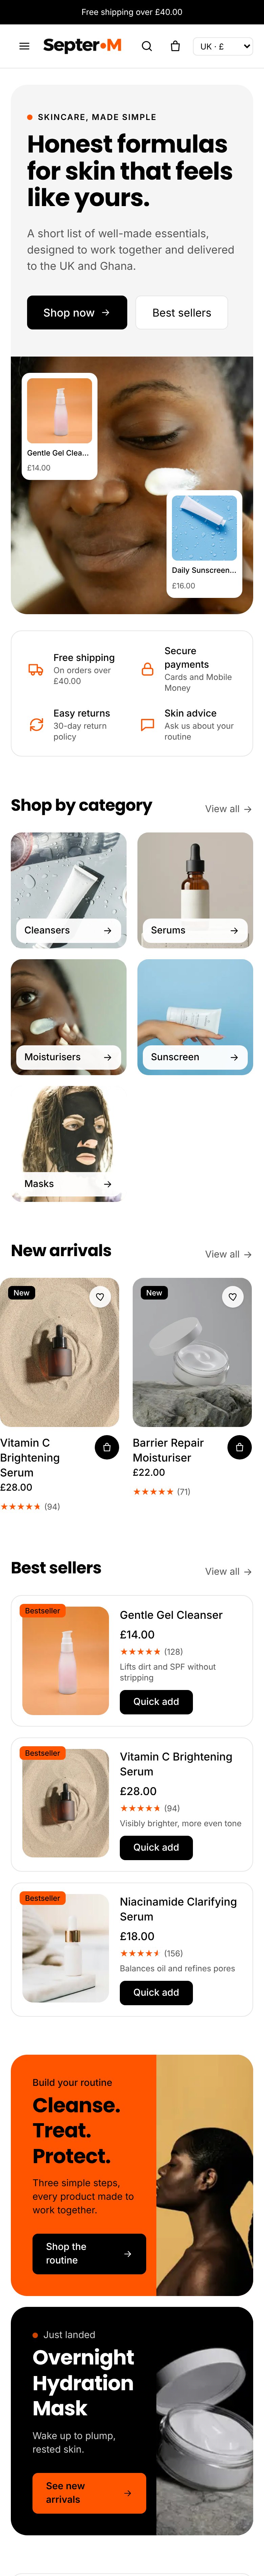 Free shipping over £40.00
Septer•M
UK · £
SKINCARE, MADE SIMPLE
Honest formulas
for skin that feels
like yours.
A short list of well-made essentials,
designed to work together and delivered
to the UK and Ghana.
Shop now →
Best sellers
Gentle Gel Clea...
£14.00
Daily Sunscreen...
£16.00
Free shipping
On orders over
£40.00
Secure
payments
Cards and Mobile
Money
Easy returns
30-day return
policy
Skin advice
Ask us about your
routine
Shop by category
View all →
Cleansers →
Serums →
Moisturisers →
Sunscreen →
Masks →
New arrivals
View all →
New
Vitamin C
Brightening
Serum
£28.00
★★★★★ (94)
New
Barrier Repair
Moisturiser
£22.00
★★★★★ (71)
Best sellers
View all →
Bestseller
Gentle Gel Cleanser
£14.00
★★★★★ (128)
Lifts dirt and SPF without
stripping
Quick add
Bestseller
Vitamin C Brightening
Serum
£28.00
★★★★★ (94)
Visibly brighter, more even tone
Quick add
Bestseller
Niacinamide Clarifying
Serum
£18.00
★★★★★ (156)
Balances oil and refines pores
Quick add
Build your routine
Cleanse.
Treat.
Protect.
Three simple steps,
every product made to
work together.
Shop the
routine →
Just landed
Overnight
Hydration
Mask
Wake up to plump,
rested skin.
See new
arrivals →